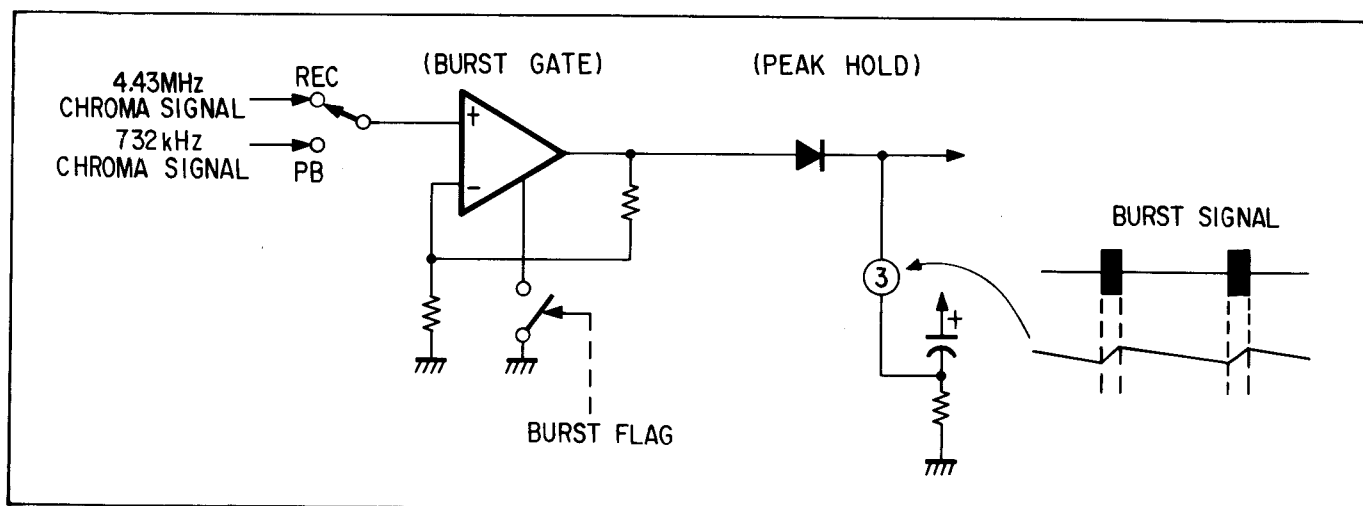 (BURST GATE)
(PEAK HOLD)
REC
4.43MHz
CHROMA SIGNAL
732kHz
CHROMA SIGNAL
PB
+
-
BURST SIGNAL
3
+
BURST FLAG